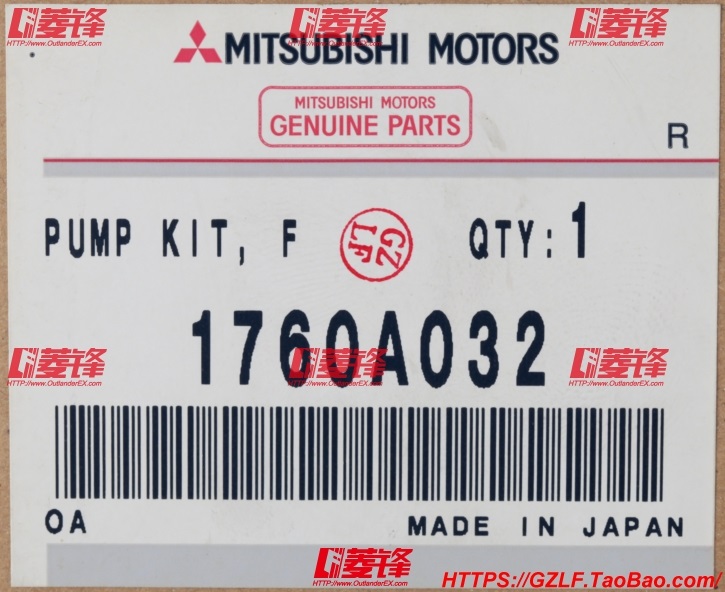 菱锋 菱锋 菱锋
HTTP://www.OutlanderEX.com HTTP://www.OutlanderEX.com HTTP://www.OutlanderEX.com
MITSUBISHI MOTORS
MITSUBISHI MOTORS
GENUINE PARTS
R
PUMP KIT, F QTY:1
GZ
LF
1760A032
菱锋 菱锋 菱锋
HTTP://www.OutlanderEX.com HTTP://www.OutlanderEX.com HTTP://www.OutlanderEX.com
OA MADE IN JAPAN
菱锋
HTTP://www.OutlanderEX.com
HTTPS://GZLF.TaoBao.com/